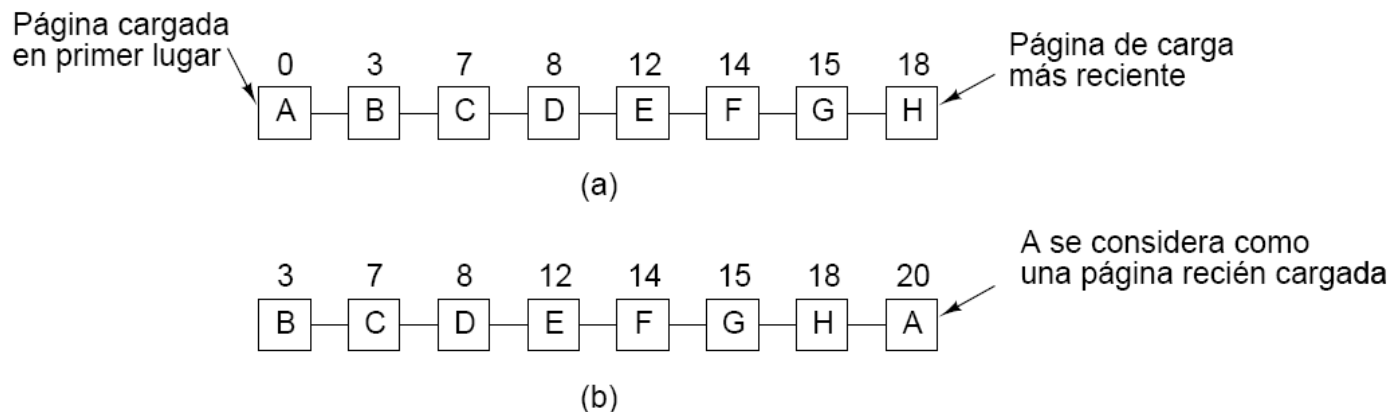 Página cargada
en primer lugar
Página de carga
más reciente
0 3 7 8 12 14 15 18
A B C D E F G H
(a)
A se considera como
una página recién cargada
3 7 8 12 14 15 18 20
B C D E F G H A
(b)